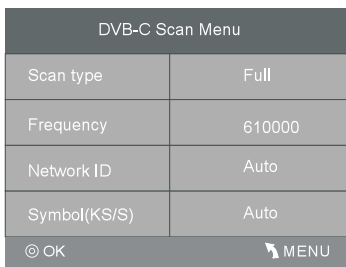 DVB-C Scan Menu
Scan type Full
Frequency 610000
Network ID Auto
Symbol(KS/S) Auto
OK MENU